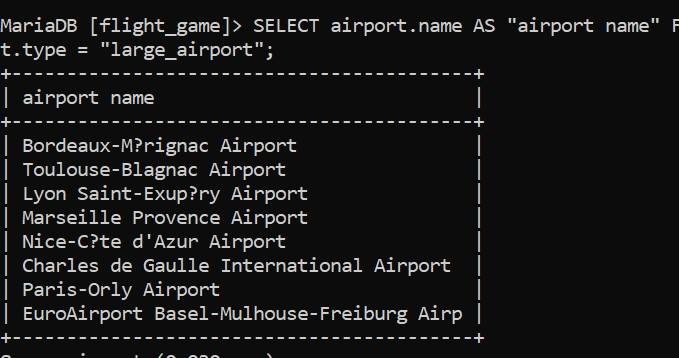 MariaDB [flight_game]> SELECT airport.name AS "airport name" F
t.type = "large_airport";
+-----------------------------------------+
| airport name                            |
+-----------------------------------------+
| Bordeaux-M?rignac Airport               |
| Toulouse-Blagnac Airport                |
| Lyon Saint-Exup?ry Airport              |
| Marseille Provence Airport              |
| Nice-C?te d'Azur Airport                |
| Charles de Gaulle International Airport |
| Paris-Orly Airport                      |
| EuroAirport Basel-Mulhouse-Freiburg Airp |
+-----------------------------------------+